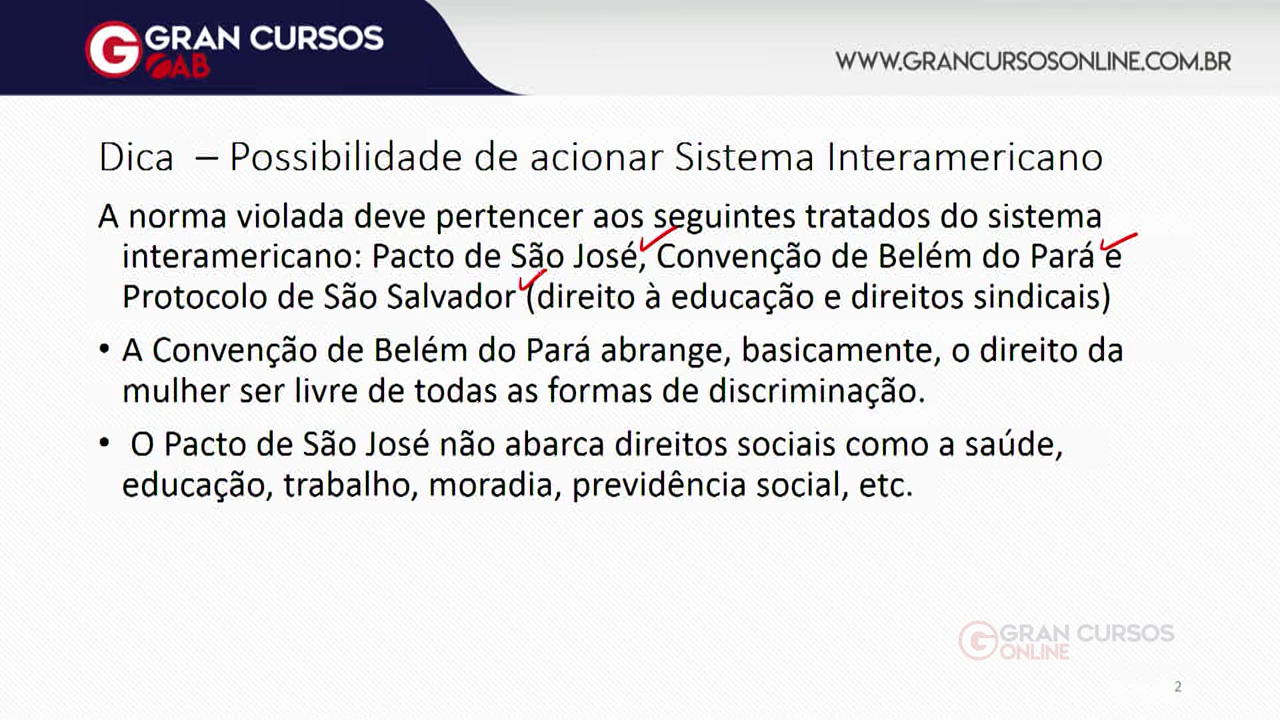 GRAN CURSOS
OAB
WWW.GRANCURSOSONLINE.COM.BR
Dica – Possibilidade de acionar Sistema Interamericano
A norma violada deve pertencer aos seguintes tratados do sistema
interamericano: Pacto de São José, Convenção de Belém do Pará e
Protocolo de São Salvador (direito à educação e direitos sindicais)
• A Convenção de Belém do Pará abrange, basicamente, o direito da
mulher ser livre de todas as formas de discriminação.
• O Pacto de São José não abarca direitos sociais como a saúde,
educação, trabalho, moradia, previdência social, etc.
GRAN CURSOS
ONLINE
2